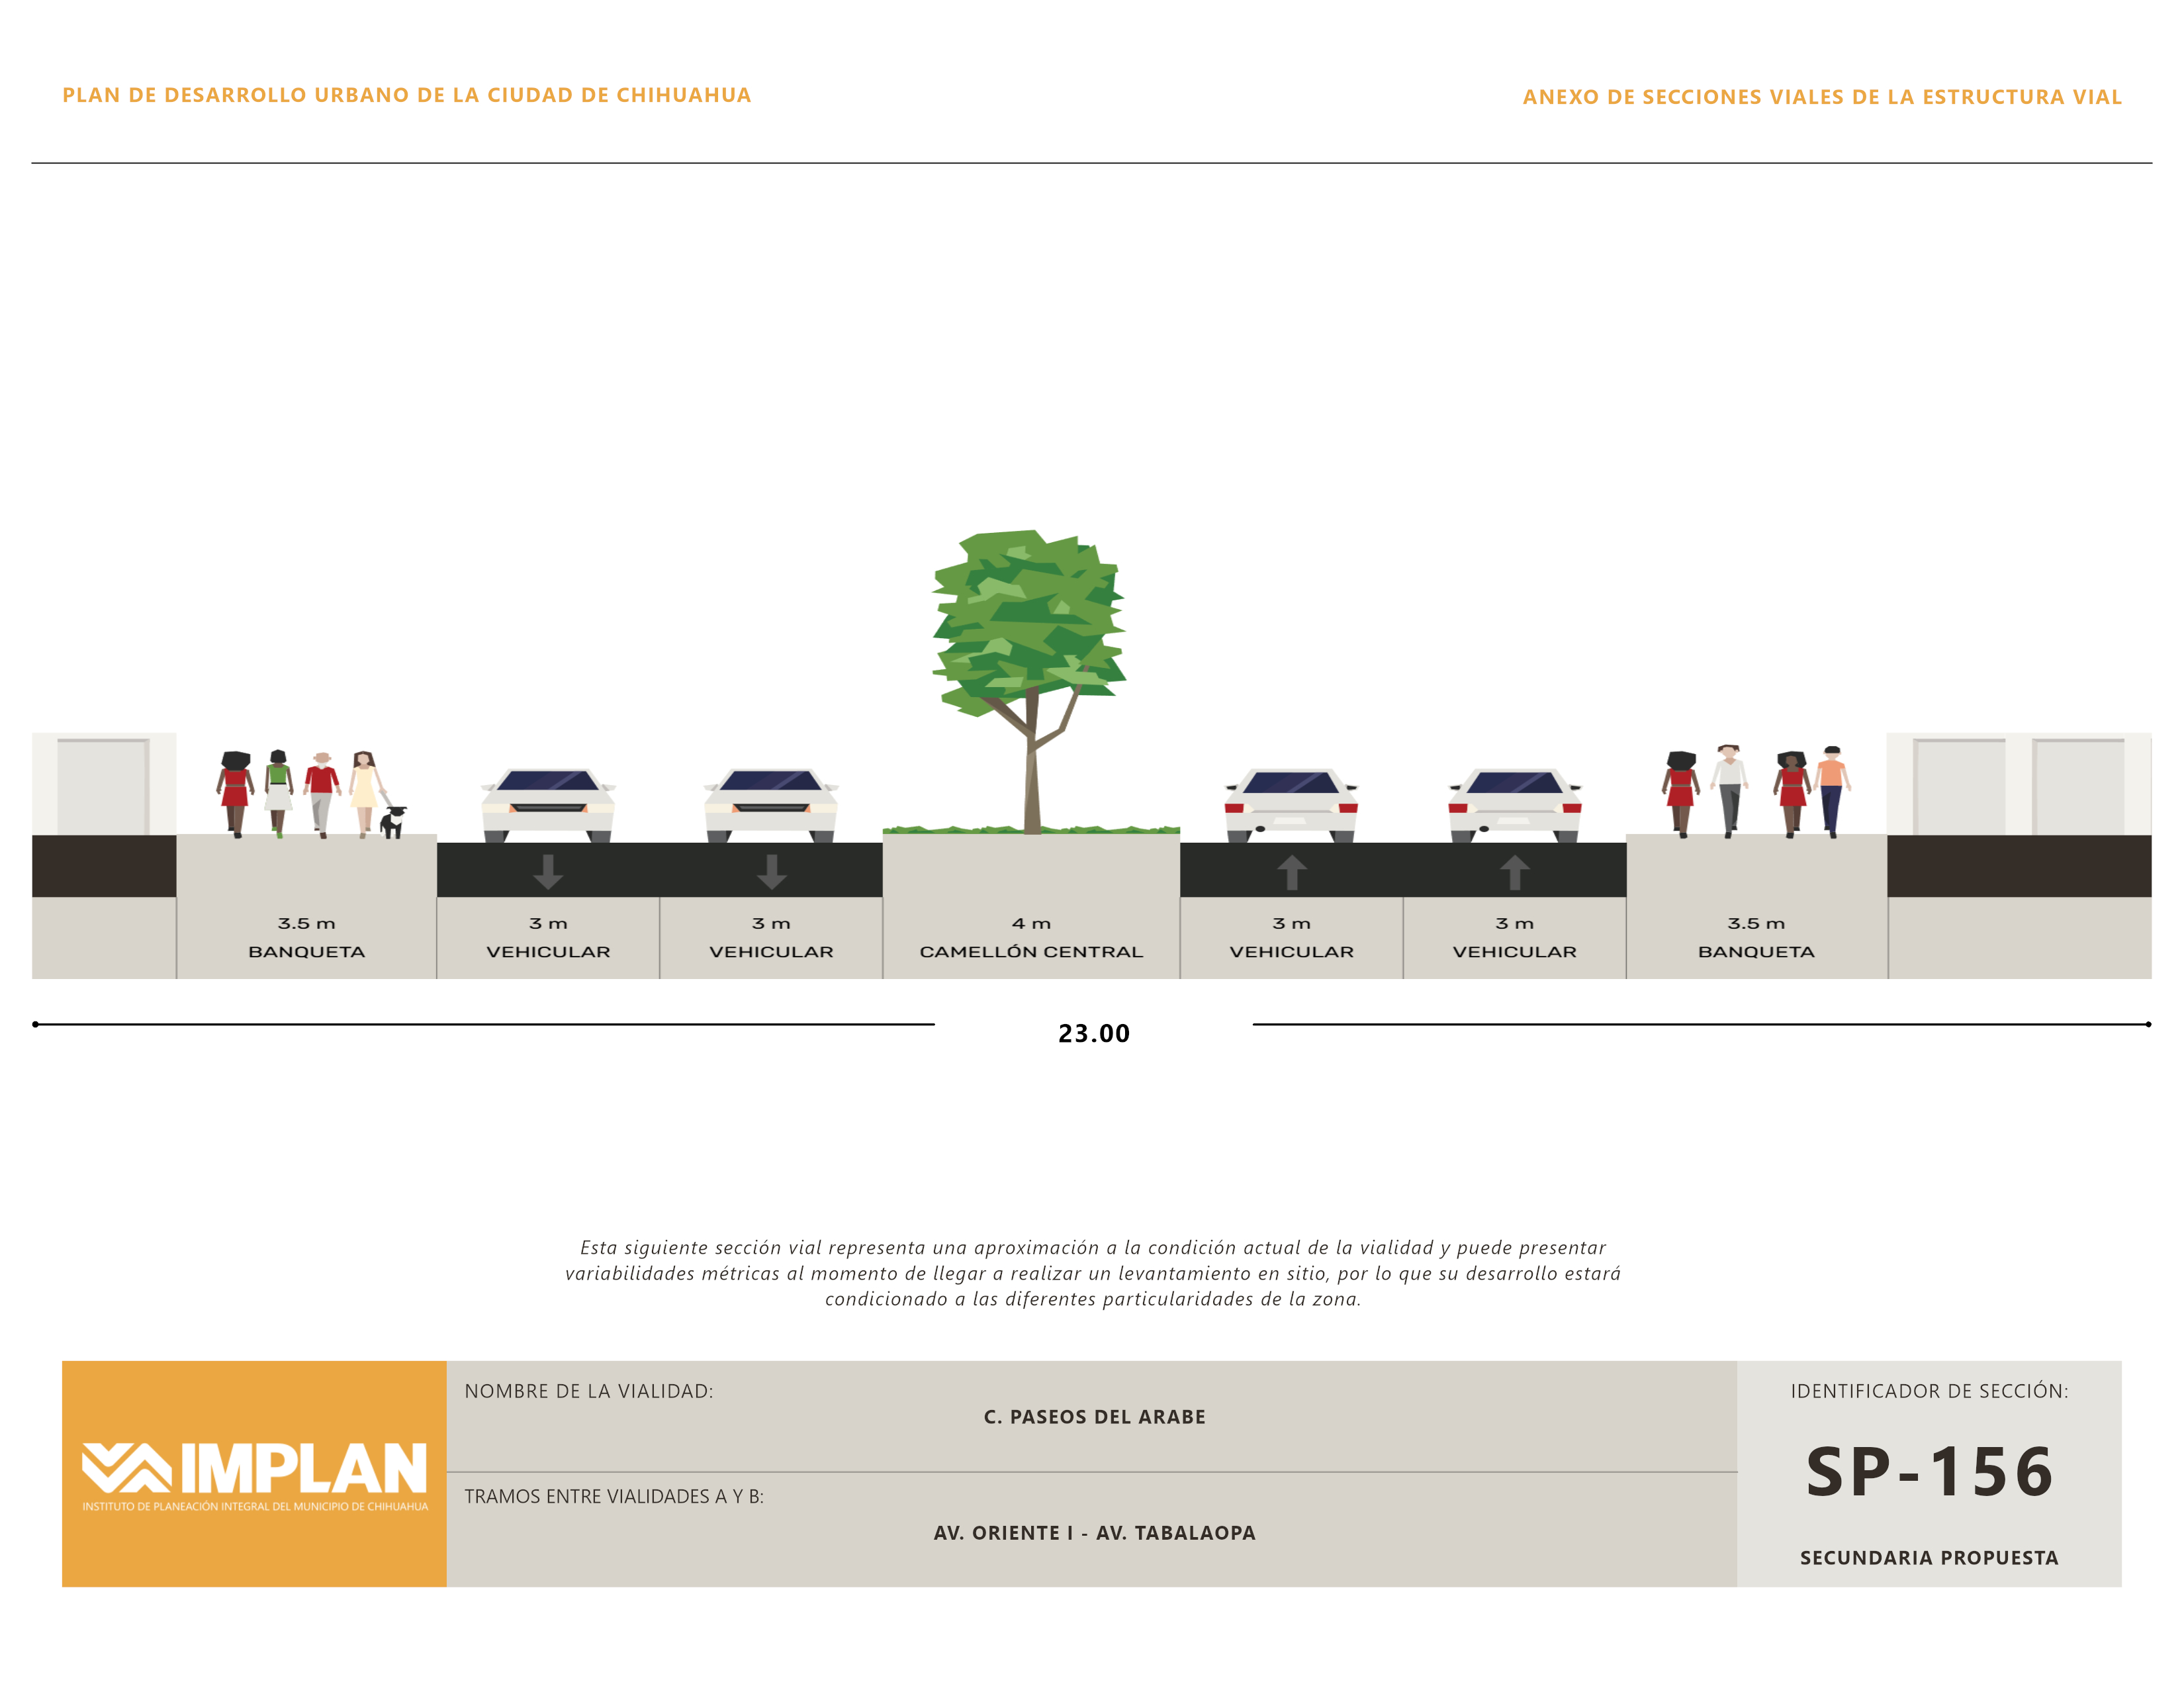 PLAN DE DESARROLLO URBANO DE LA CIUDAD DE CHIHUAHUA
ANEXO DE SECCIONES VIALES DE LA ESTRUCTURA VIAL
3.5 m
BANQUETA
3 m
VEHICULAR
3 m
VEHICULAR
4 m
CAMELLÓN CENTRAL
3 m
VEHICULAR
3 m
VEHICULAR
3.5 m
BANQUETA
23.00
Esta siguiente sección vial representa una aproximación a la condición actual de la vialidad y puede presentar
variabilidades métricas al momento de llegar a realizar un levantamiento en sitio, por lo que su desarrollo estará
condicionado a las diferentes particularidades de la zona.
IMPLAN
INSTITUTO DE PLANEACIÓN INTEGRAL DEL MUNICIPIO DE CHIHUAHUA
NOMBRE DE LA VIALIDAD:
C. PASEOS DEL ARABE
TRAMOS ENTRE VIALIDADES A Y B:
AV. ORIENTE I - AV. TABALAOPA
IDENTIFICADOR DE SECCIÓN:
SP-156
SECUNDARIA PROPUESTA